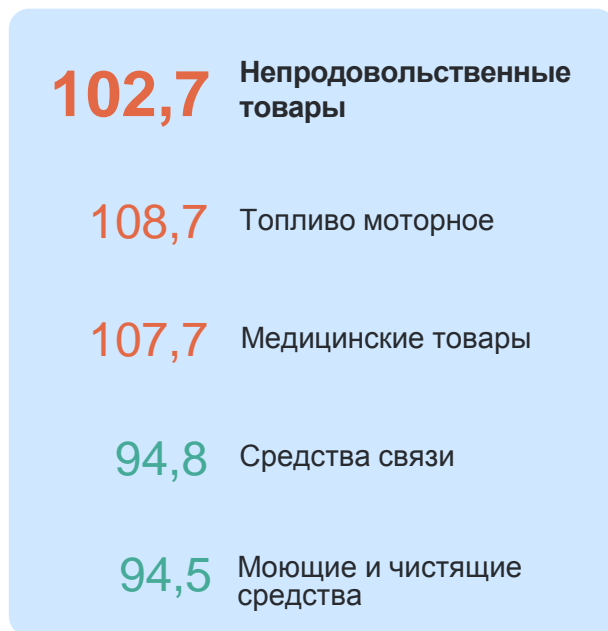 102,7 Непродовольственные
товары
108,7 Топливо моторное
107,7 Медицинские товары
94,8 Средства связи
94,5 Моющие и чистящие
средства